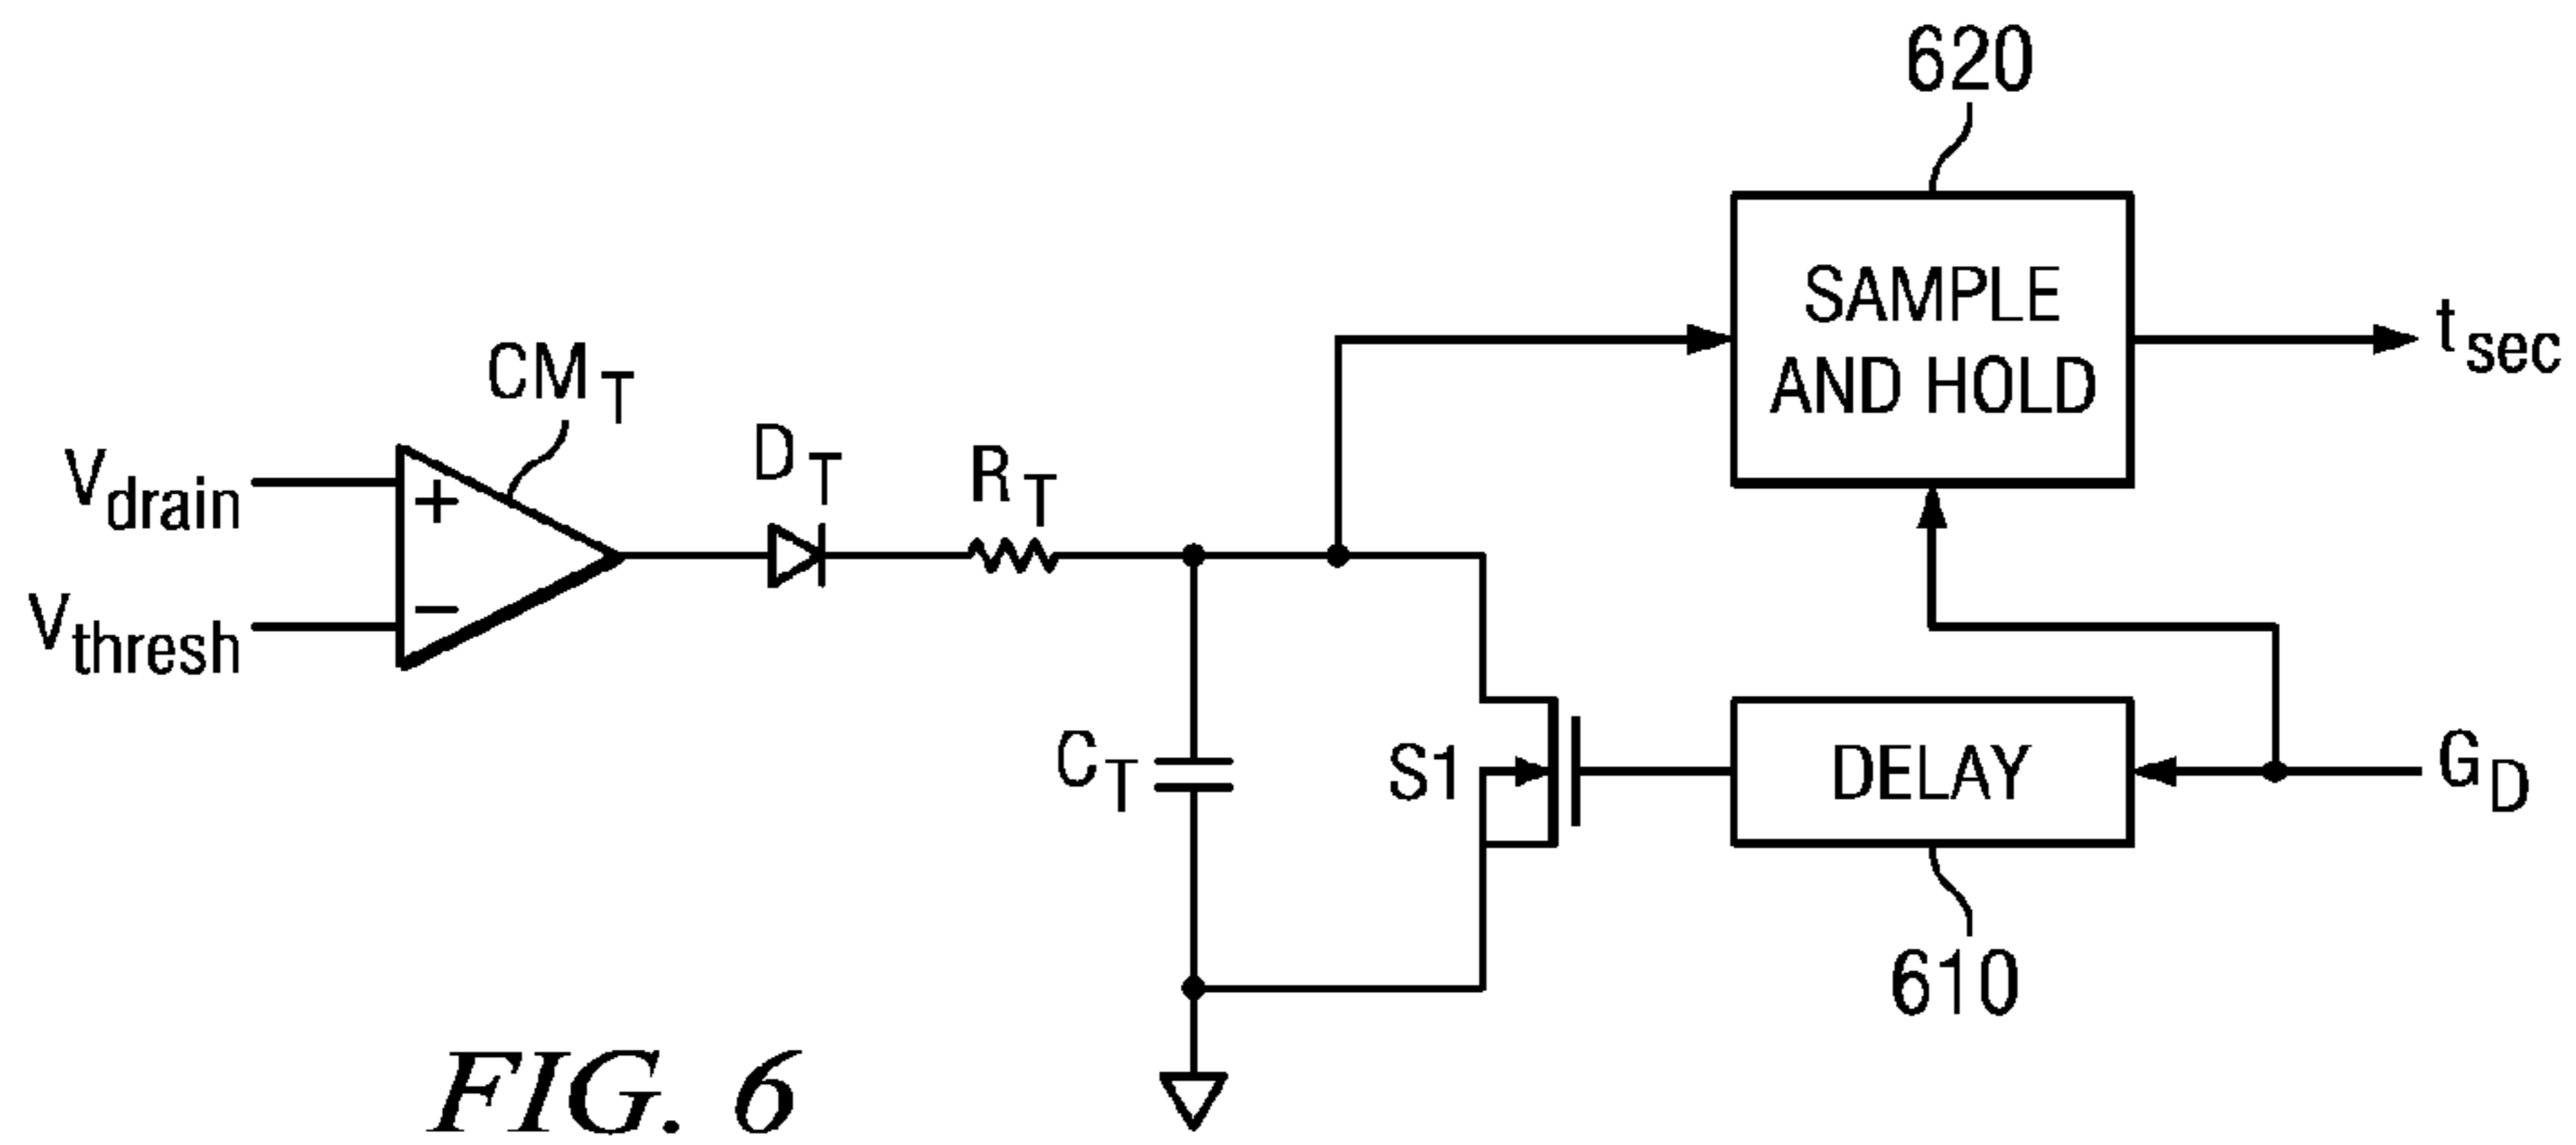 620
SAMPLE
AND HOLD
t_sec
CM_T
V_drain
+
D_T
R_T
V_thresh
−
C_T
S1
DELAY
G_D
610
FIG. 6